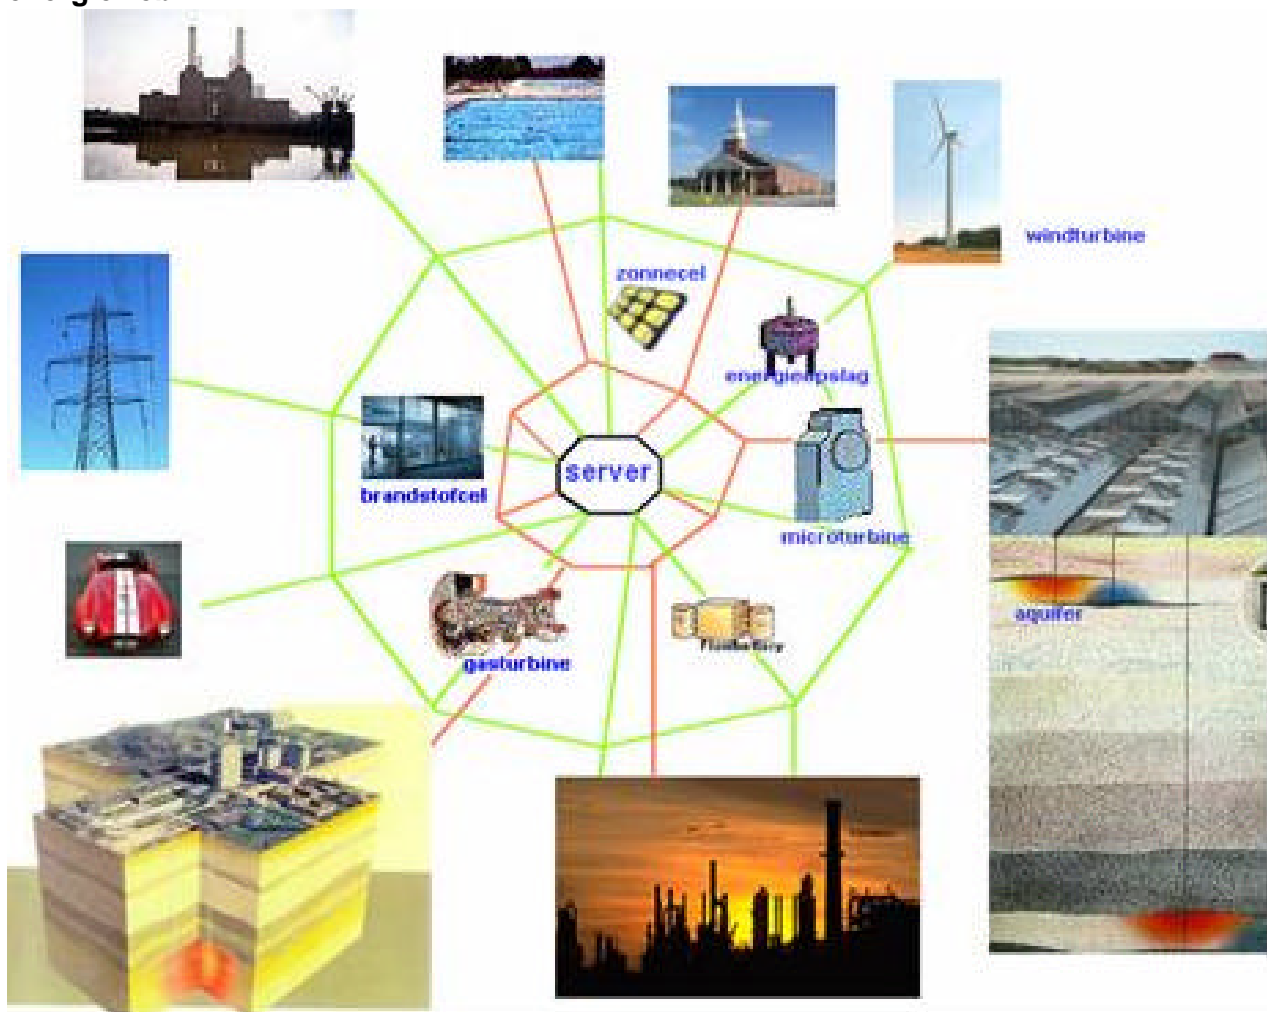 windturbine
zonnecel
energieopslag
brandstofcel
server
microturbine
aquifer
gasturbine